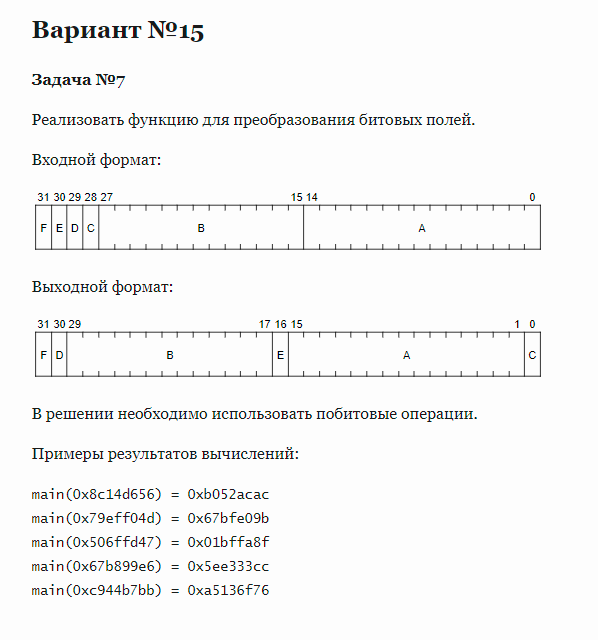 Вариант №15
Задача №7
Реализовать функцию для преобразования битовых полей.
Входной формат:
31 30 29 28 27 15 14 0
F E D C B A
Выходной формат:
31 30 29 17 16 15 1 0
F D B E A C
В решении необходимо использовать побитовые операции.
Примеры результатов вычислений:
main(0x8c14d656) = 0xb052acac
main(0x79eff04d) = 0x67bfe09b
main(0x506ffd47) = 0x01bffa8f
main(0x67b899e6) = 0x5ee333cc
main(0xc944b7bb) = 0xa5136f76